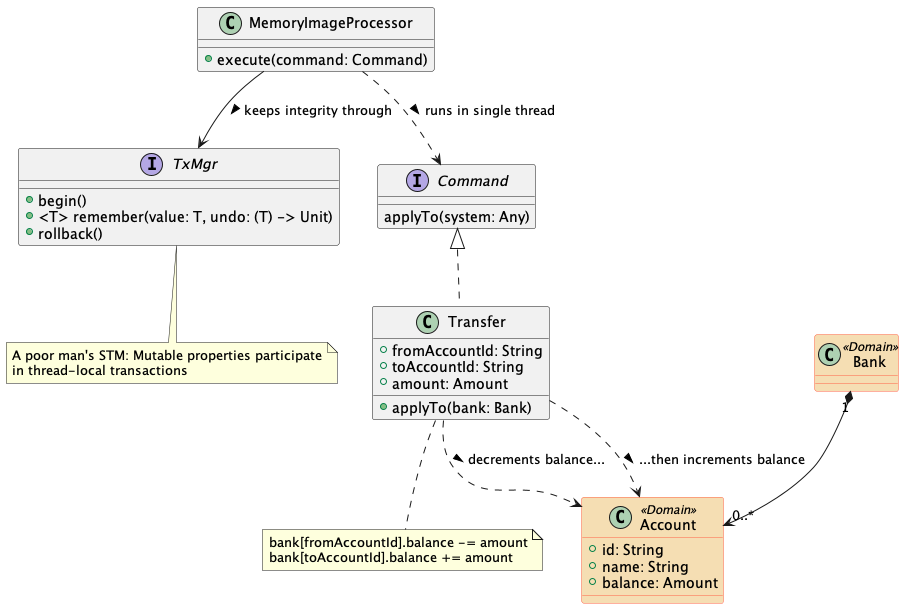 C MemoryImageProcessor
execute(command: Command)
keeps integrity through
runs in single thread
I TxMgr
begin()
<T> remember(value: T, undo: (T) -> Unit)
rollback()
I Command
applyTo(system: Any)
A poor man's STM: Mutable properties participate
in thread-local transactions
C Transfer
fromAccountId: String
toAccountId: String
amount: Amount
applyTo(bank: Bank)
C «Domain»
Bank
1
decrements balance...
...then increments balance
0..*
bank[fromAccountId].balance -= amount
bank[toAccountId].balance += amount
C «Domain»
Account
id: String
name: String
balance: Amount